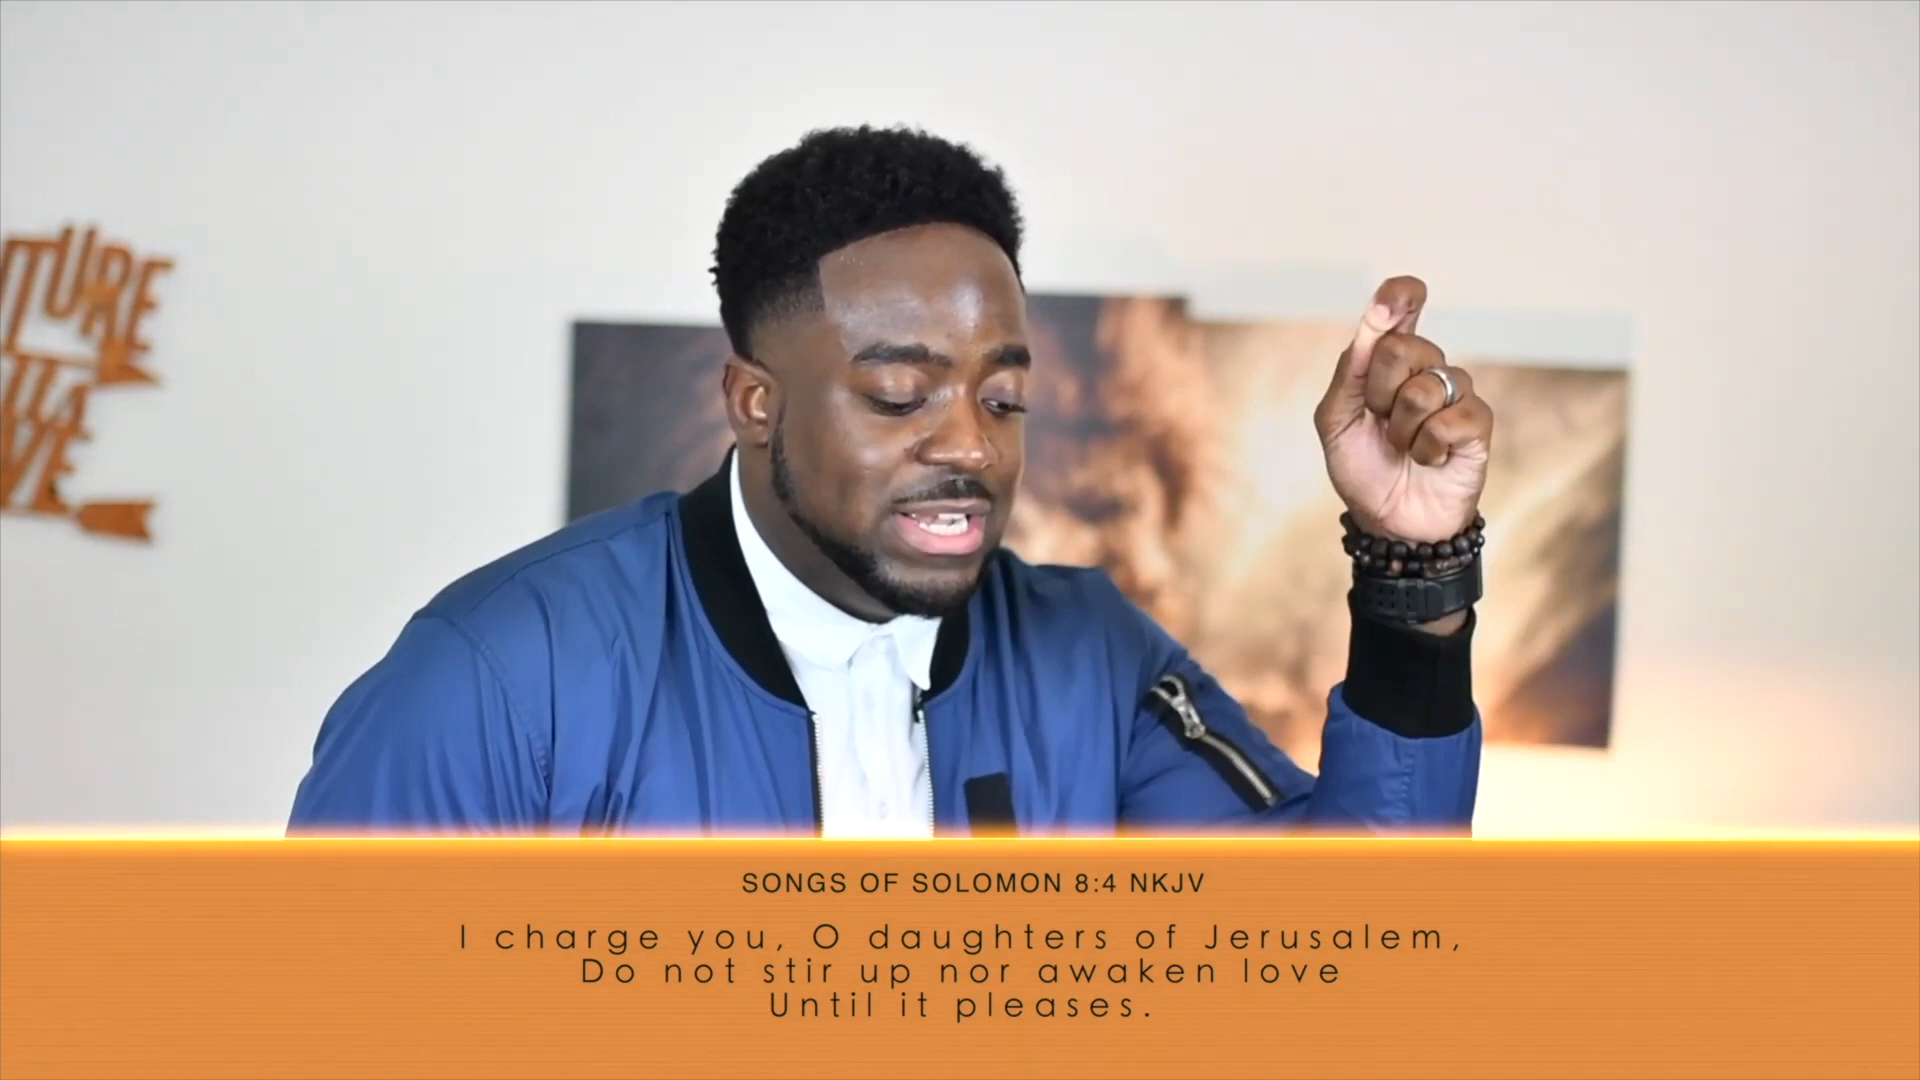 TURE
SONGS OF SOLOMON 8:4 NKJV
I charge you, O daughters of Jerusalem,
Do not stir up nor awaken love
Until it pleases.